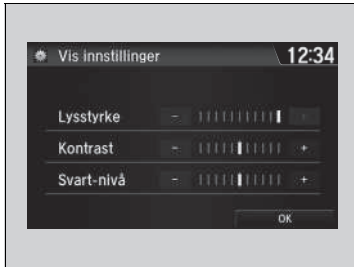 Vis innstillinger 12:34
Lysstyrke - +
Kontrast - +
Svart-nivå - +
OK